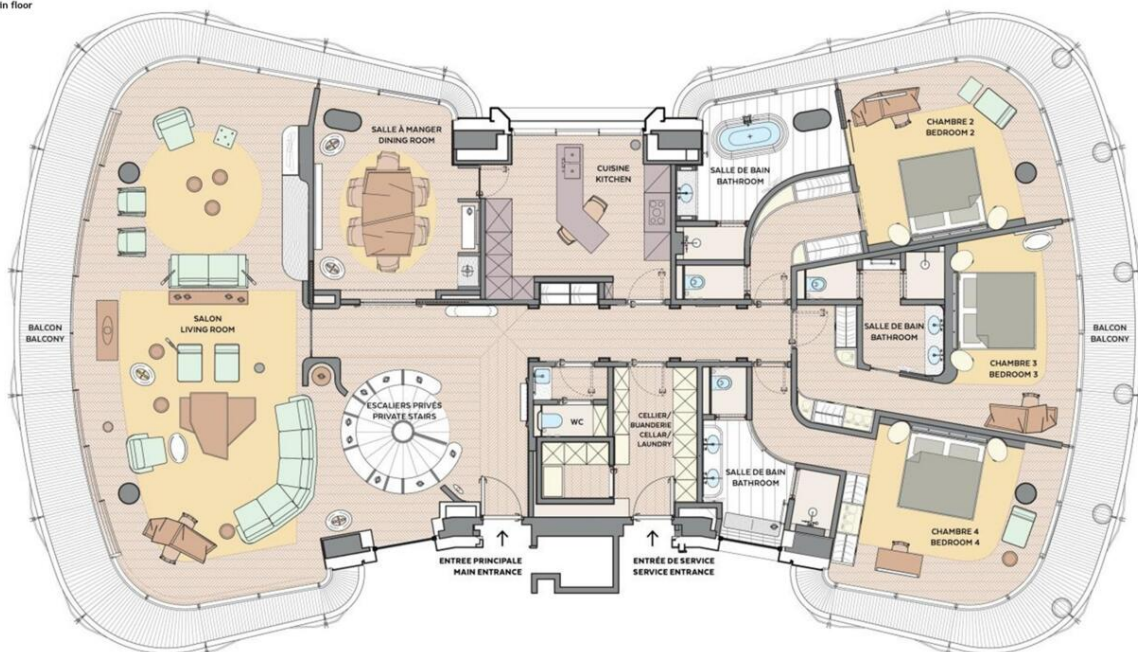 in floor
SALLE À MANGER
DINING ROOM
CUISINE
KITCHEN
SALLE DE BAIN
BATHROOM
CHAMBRE 2
BEDROOM 2
SALON
LIVING ROOM
BALCON
BALCONY
SALLE DE BAIN
BATHROOM
CHAMBRE 3
BEDROOM 3
BALCON
BALCONY
ESCALIERS PRIVÉS
PRIVATE STAIRS
WC
CELLIER/
BUANDERIE
CELLAR/
LAUNDRY
SALLE DE BAIN
BATHROOM
CHAMBRE 4
BEDROOM 4
ENTREE PRINCIPALE
MAIN ENTRANCE
ENTRÉE DE SERVICE
SERVICE ENTRANCE